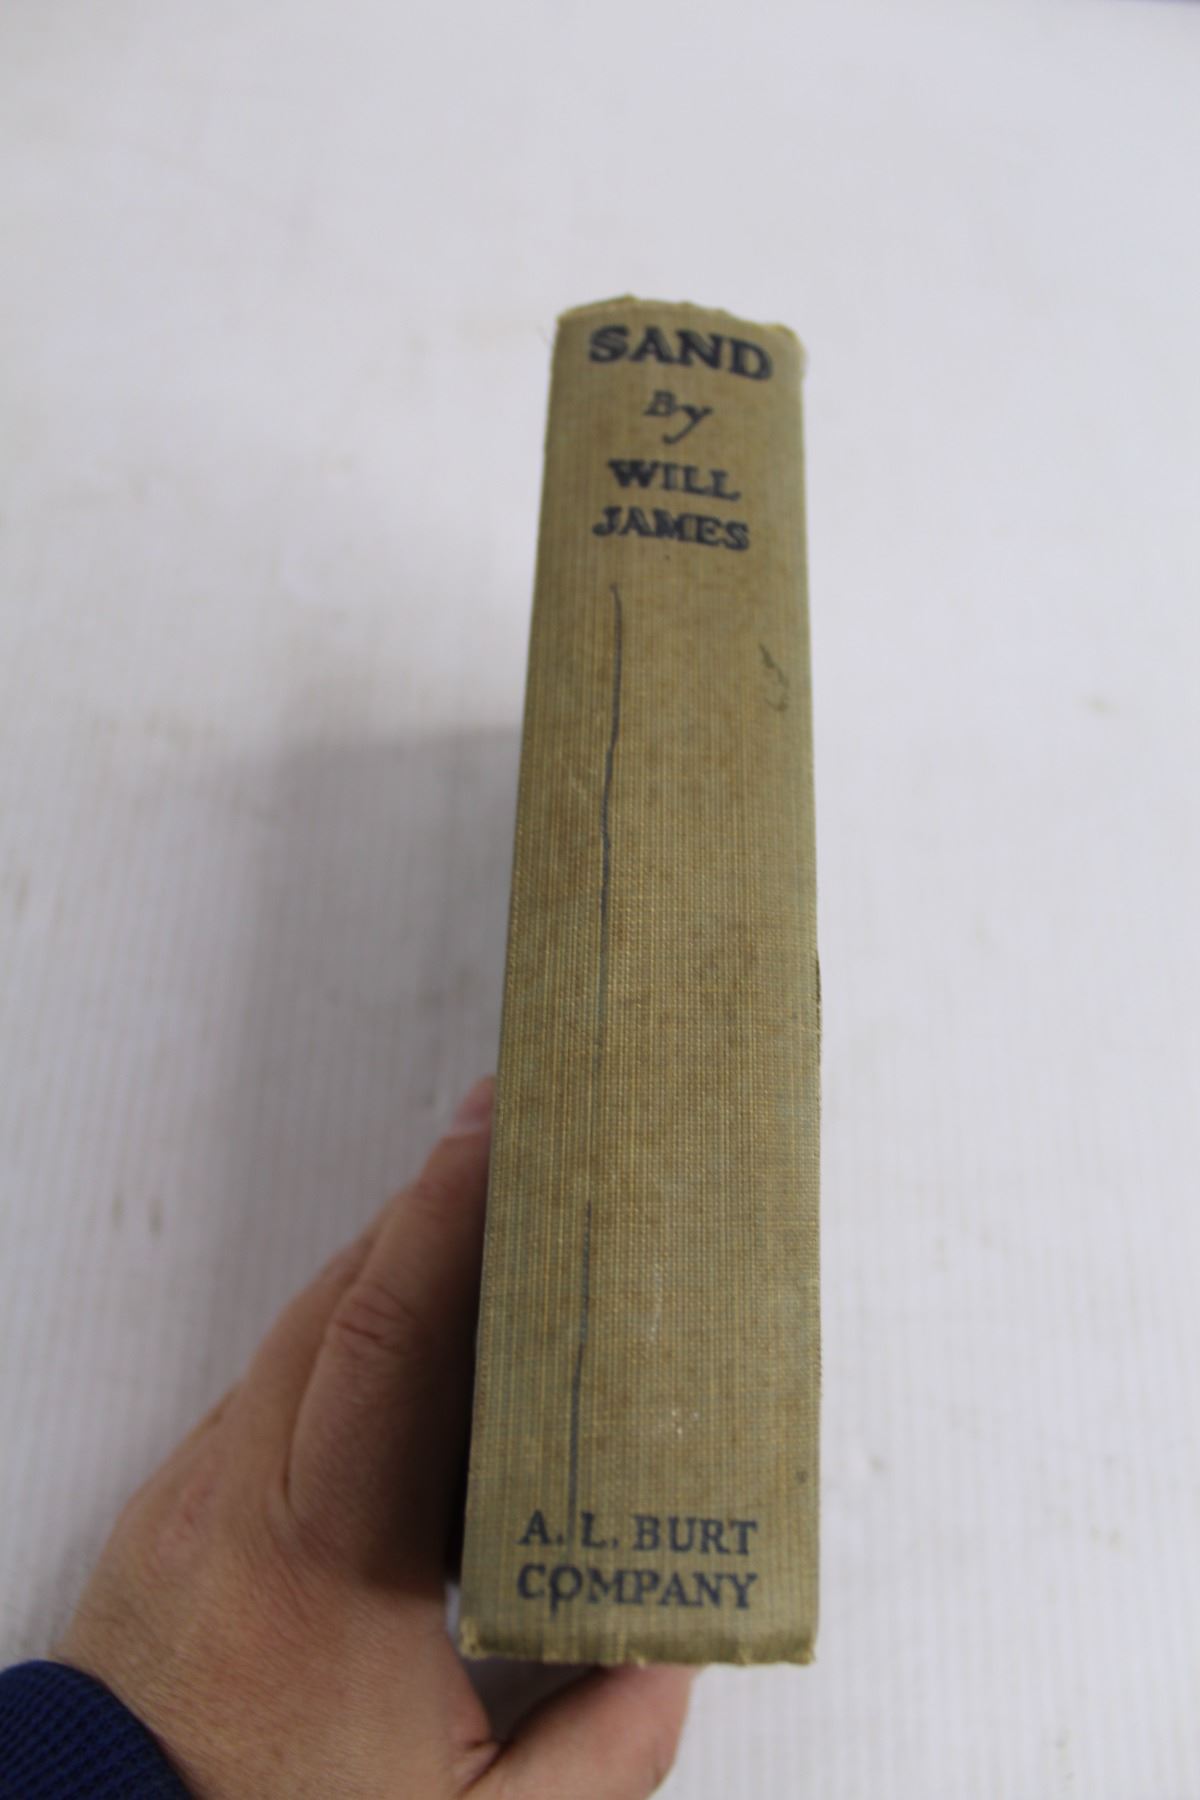 SAND
By
WILL
JAMES
A. L. BURT
COMPANY